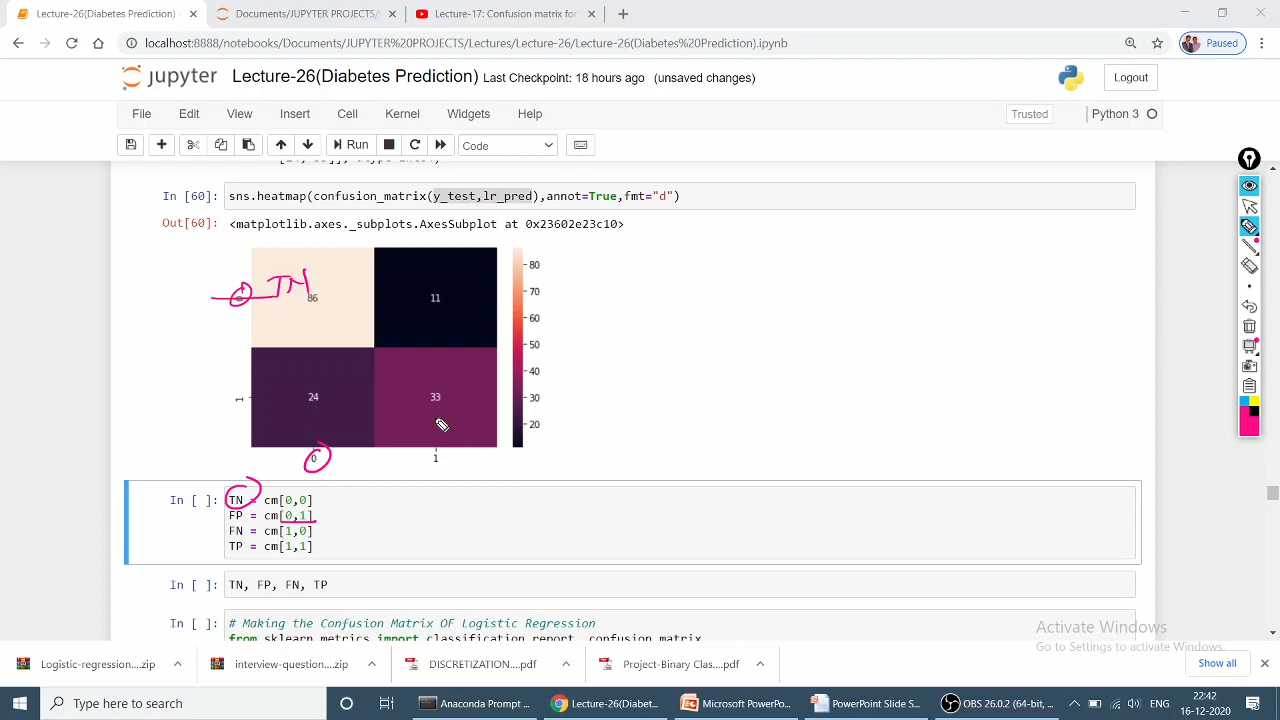 Lecture-26(Diabetes Prediction)
Documents/JUPYTER PROJECTS/
Lecture-17: Confusion matrix for
localhost:8888/notebooks/Documents/JUPYTER%20PROJECTS/Lectures/Lecture-26/Lecture-26(Diabetes%20Prediction).ipynb
Paused
jupyter Lecture-26(Diabetes Prediction) Last Checkpoint: 18 hours ago (unsaved changes)
Logout
File Edit View Insert Cell Kernel Widgets Help
Trusted Python 3
Run Code
In [60]: sns.heatmap(confusion_matrix(y_test,lr_pred),annot=True,fmt="d")
Out[60]: <matplotlib.axes._subplots.AxesSubplot at 0x23602e23c10>
80
TN
0 86 11
70
60
50
40
1 24 33
30
20
0 1
In [ ]: TN = cm[0,0]
FP = cm[0,1]
FN = cm[1,0]
TP = cm[1,1]
In [ ]: TN, FP, FN, TP
In [ ]: # Making the Confusion Matrix OF Logistic Regression
from sklearn.metrics import classification_report, confusion_matrix
Activate Windows
Go to Settings to activate Windows.
Logistic-regression....zip
interview-question....zip
DISCRETIZATION....pdf
Project-Binary Clas....pdf
Show all
Type here to search
Anaconda Prompt ...
Lecture-26(Diabet...
Microsoft PowerPo...
PowerPoint Slide S...
OBS 26.0.2 (64-bit, ...
ENG
22:42
16-12-2020